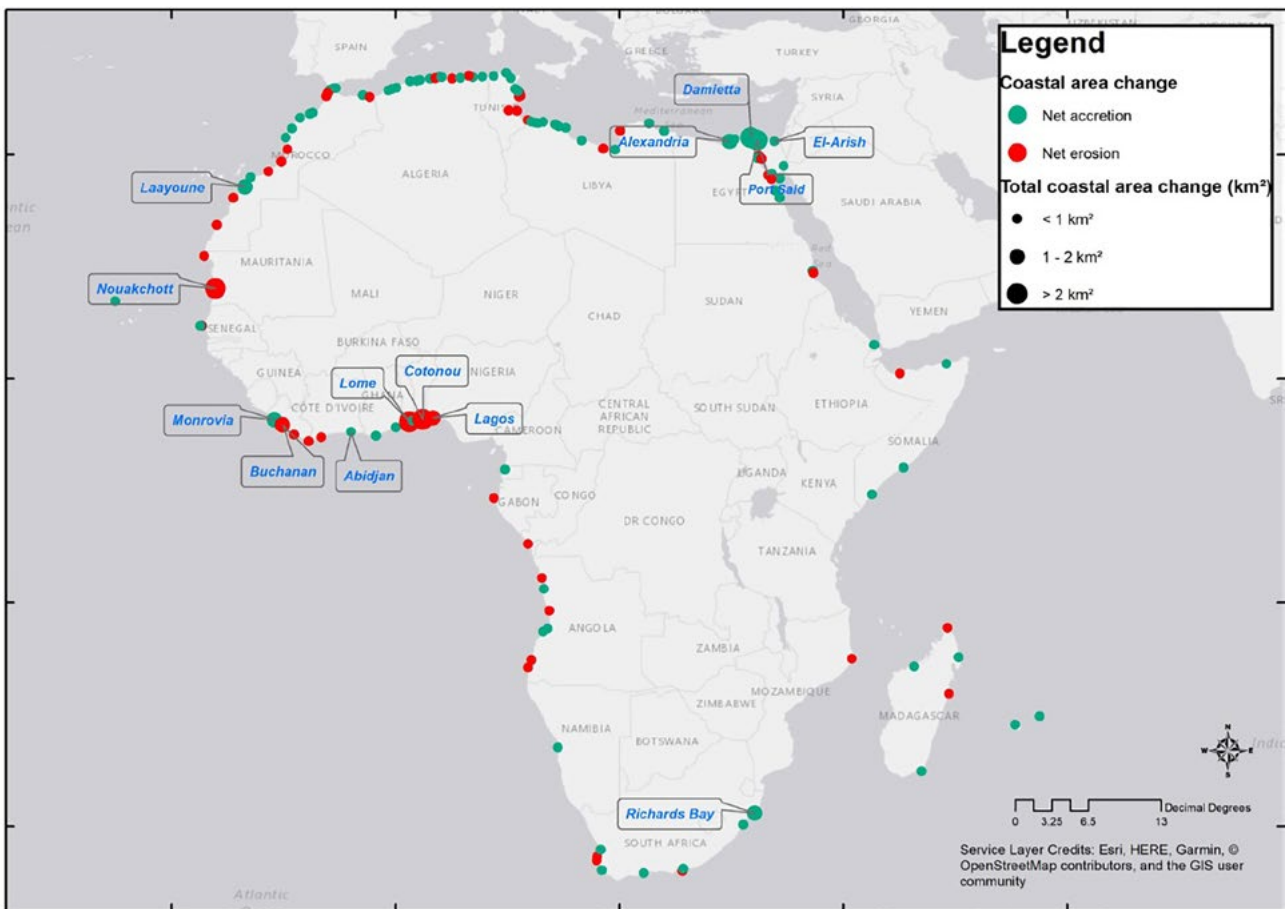 SPAIN
GREECE
TURKEY
GEORGIA
SYRIA
TUNIS
Mediterranean
MOROCCO
ALGERIA
LIBYA
EGYPT
SAUDI ARABIA
Red
Sea
MAURITANIA
MALI
NIGER
CHAD
SUDAN
YEMEN
SENEGAL
BURKINA FASO
GUINEA
GHANA
NIGERIA
CÔTE D'IVOIRE
CAMEROON
CENTRAL
AFRICAN
REPUBLIC
SOUTH SUDAN
ETHIOPIA
SOMALIA
UGANDA
KENYA
GABON
CONGO
DR CONGO
TANZANIA
ANGOLA
ZAMBIA
MOZAMBIQUE
ZIMBABWE
MADAGASCAR
NAMIBIA
BOTSWANA
SOUTH AFRICA
Atlantic
Damietta
Alexandria
El-Arish
Port Said
Laayoune
Nouakchott
Lome
Cotonou
Lagos
Monrovia
Buchanan
Abidjan
Richards Bay
Legend
Coastal area change
Net accretion
Net erosion
Total coastal area change (km²)
< 1 km²
1 - 2 km²
> 2 km²
N
W E
S
Decimal Degrees
0 3.25 6.5 13
Service Layer Credits: Esri, HERE, Garmin, ©
OpenStreetMap contributors, and the GIS user
community